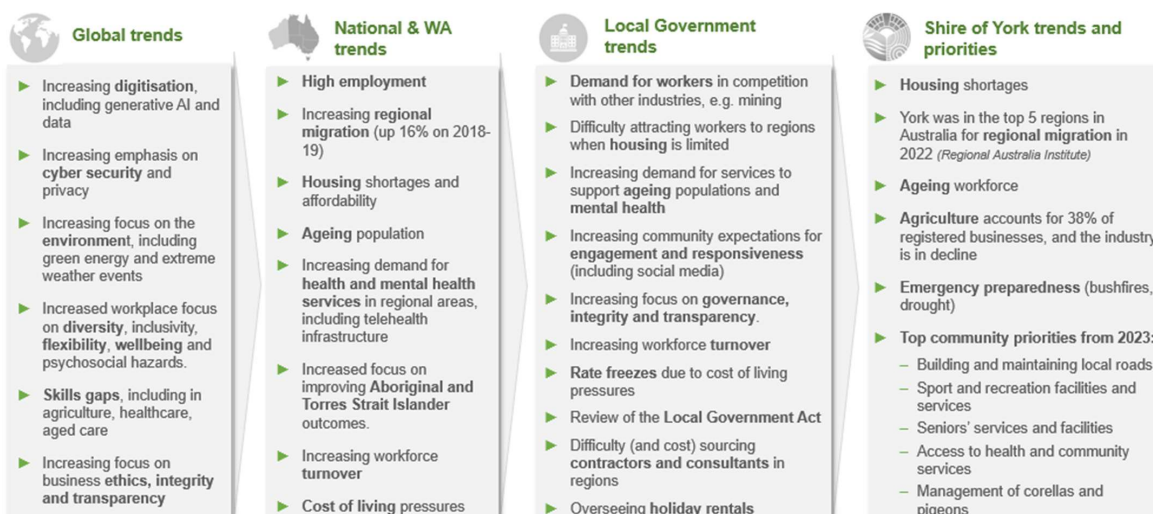 Global trends
Increasing digitisation,
including generative AI and
data
Increasing emphasis on
cyber security and
privacy
Increasing focus on the
environment, including
green energy and extreme
weather events
Increased workplace focus
on diversity, inclusivity,
flexibility, wellbeing and
psychosocial hazards.
Skills gaps, including in
agriculture, healthcare,
aged care
Increasing focus on
business ethics, integrity
and transparency
National & WA
trends
High employment
Increasing regional
migration (up 16% on 2018-
19)
Housing shortages and
affordability
Ageing population
Increasing demand for
health and mental health
services in regional areas,
including telehealth
infrastructure
Increased focus on
improving Aboriginal and
Torres Strait Islander
outcomes.
Increasing workforce
turnover
Cost of living pressures
Local Government
trends
Demand for workers in competition
with other industries, e.g. mining
Difficulty attracting workers to regions
when housing is limited
Increasing demand for services to
support ageing populations and
mental health
Increasing community expectations for
engagement and responsiveness
(including social media)
Increasing focus on governance,
integrity and transparency.
Increasing workforce turnover
Rate freezes due to cost of living
pressures
Review of the Local Government Act
Difficulty (and cost) sourcing
contractors and consultants in
regions
Overseeing holiday rentals
Shire of York trends and
priorities
Housing shortages
York was in the top 5 regions in
Australia for regional migration in
2022 (Regional Australia Institute)
Ageing workforce
Agriculture accounts for 38% of
registered businesses, and the industry
is in decline
Emergency preparedness (bushfires,
drought)
Top community priorities from 2023:
– Building and maintaining local roads
– Sport and recreation facilities and
services
– Seniors' services and facilities
– Access to health and community
services
– Management of corellas and
pigeons